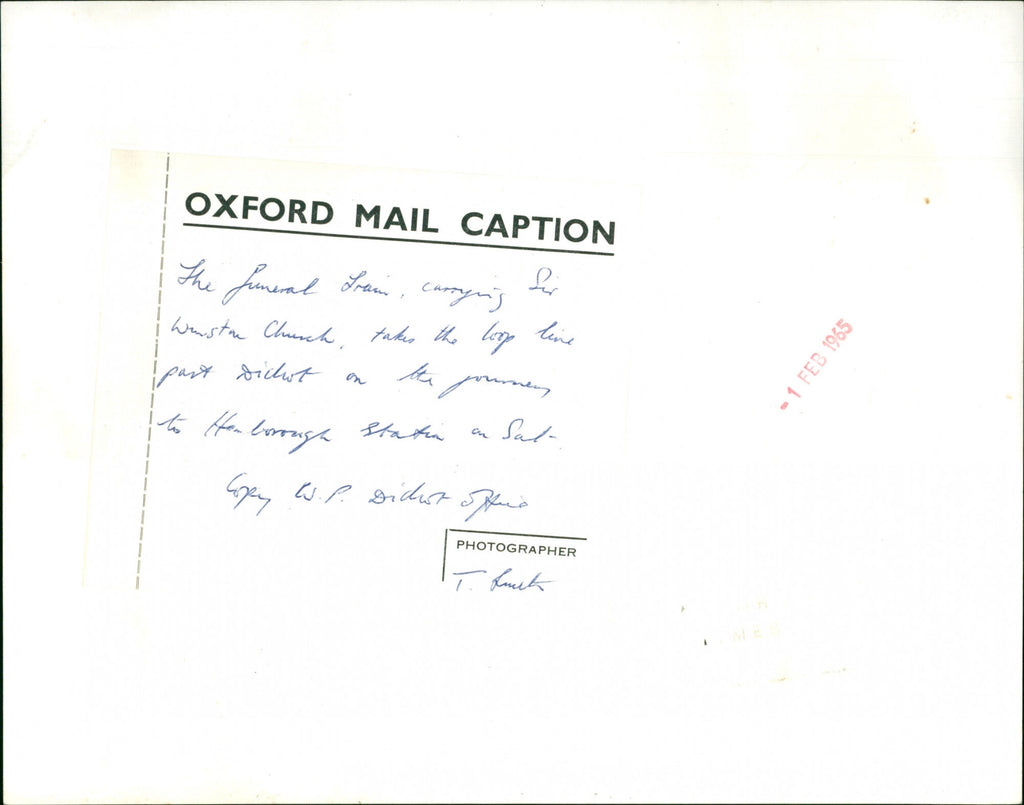 OXFORD MAIL CAPTION
The funeral train, carrying Sir
Winston Church, takes the loop line
past Didcot on the journey
to Hanborough station on Sat-
Copy W.P. Didcot Office
PHOTOGRAPHER
T. Smith
- 1 FEB 1965